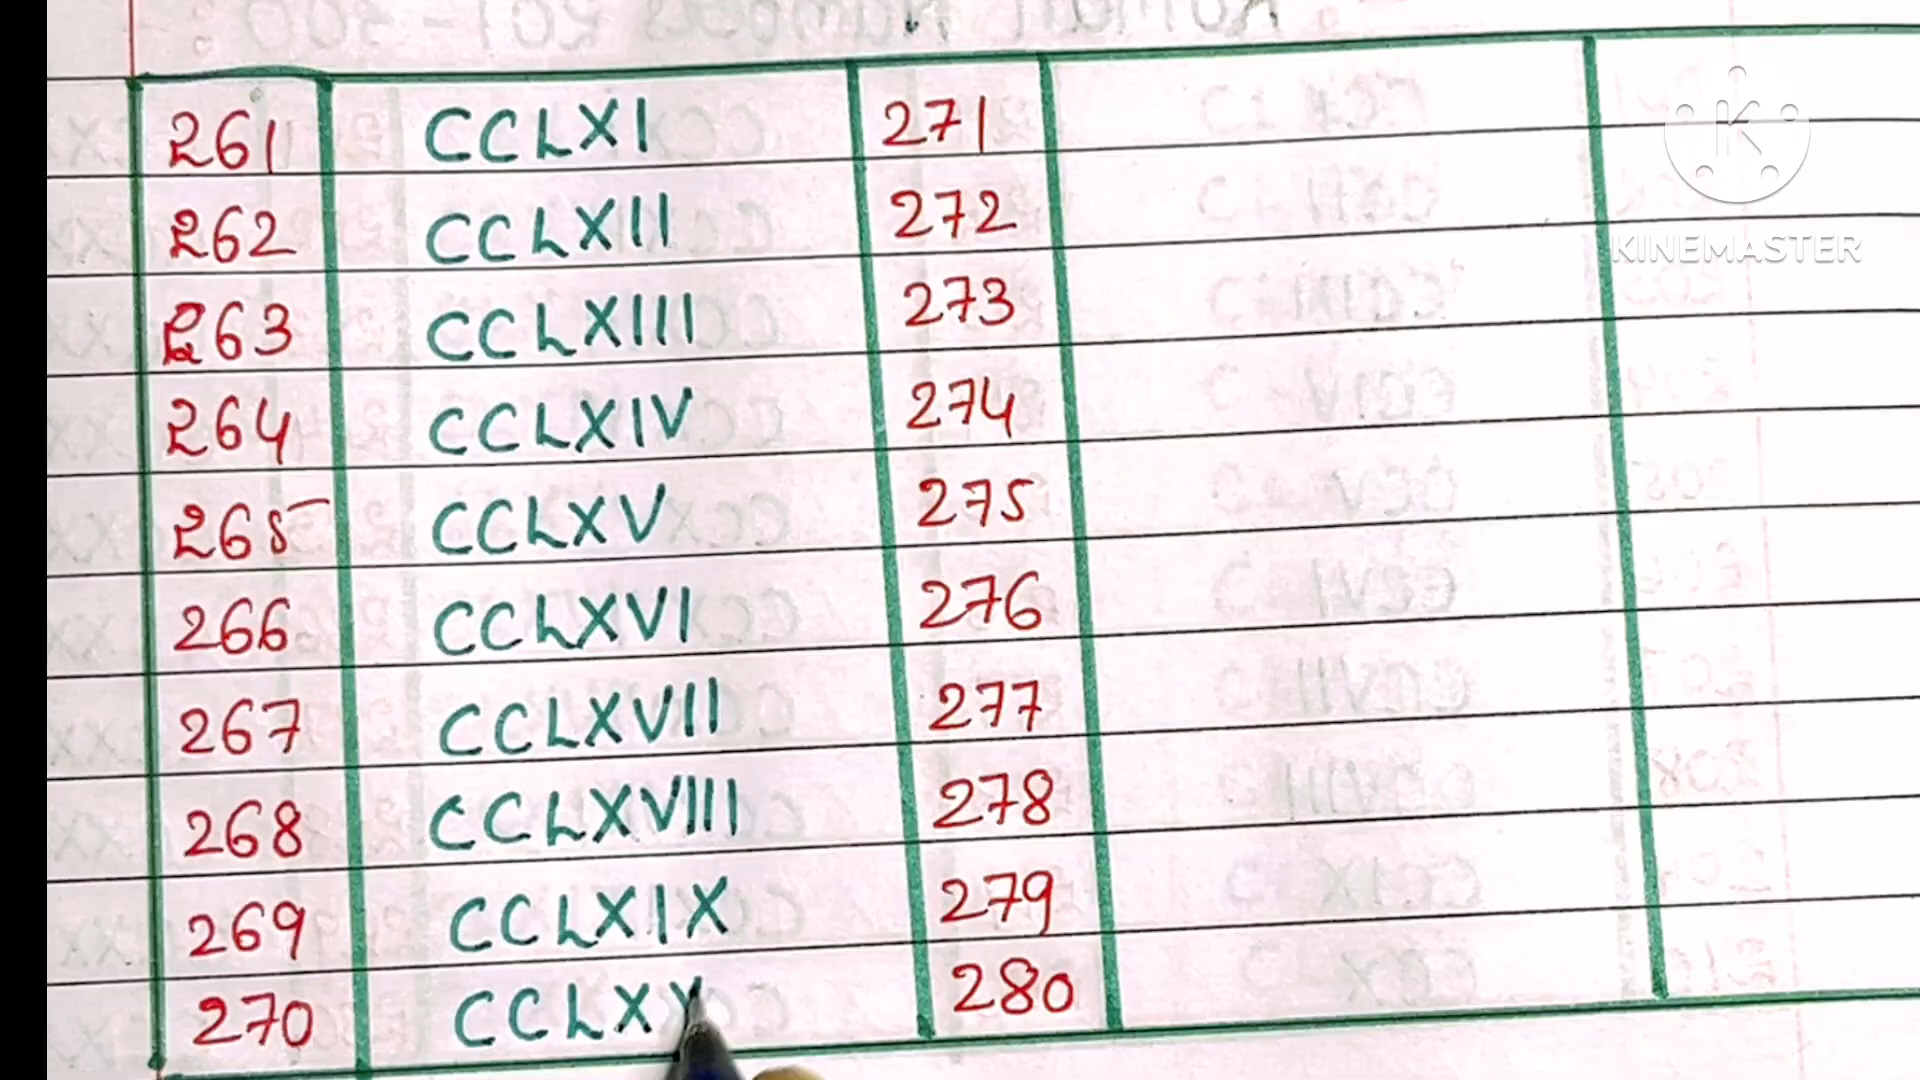 261 CCLXI 271
262 CCLXII 272
263 CCLXIII 273
264 CCLXIV 274
265 CCLXV 275
266 CCLXVI 276
267 CCLXVII 277
268 CCLXVIII 278
269 CCLXIX 279
270 CCLXX 280
KINEMASTER